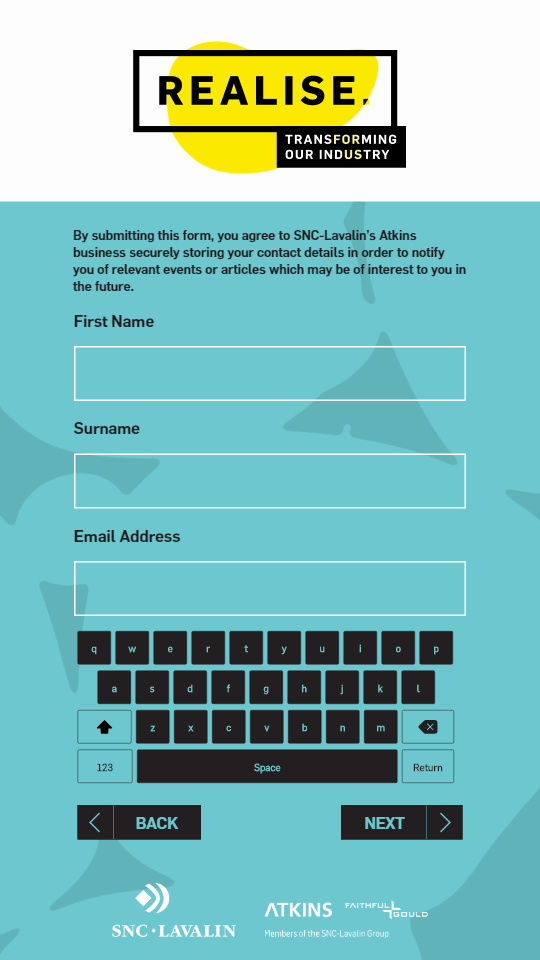 REALISE.
TRANSFORMING
OUR INDUSTRY
By submitting this form, you agree to SNC-Lavalin's Atkins
business securely storing your contact details in order to notify
you of relevant events or articles which may be of interest to you in
the future.
First Name
Surname
Email Address
q w e r t y u i o p
a s d f g h j k l
z x c v b n m
123 Space Return
BACK NEXT
SNC·LAVALIN
ATKINS
FAITHFUL
GOULD
Members of the SNC-Lavalin Group